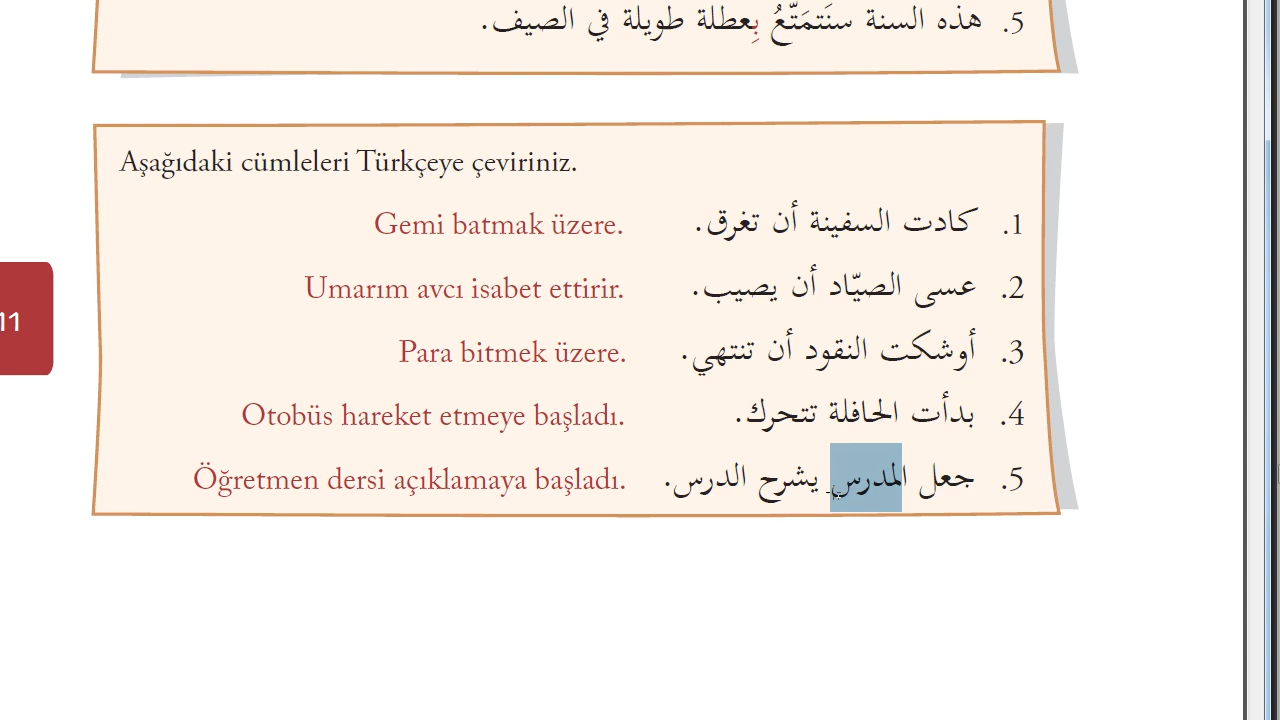 5. هذه السنة سنَتمَتّعُ بِعطلة طويلة في الصيف.
Aşağıdaki cümleleri Türkçeye çeviriniz.
1. كادت السفينة أن تغرق. Gemi batmak üzere.
2. عسى الصيّاد أن يصيب. Umarım avcı isabet ettirir.
3. أوشكت النقود أن تنتهي. Para bitmek üzere.
4. بدأت الحافلة تتحرك. Otobüs hareket etmeye başladı.
5. جعل المدرس يشرح الدرس. Öğretmen dersi açıklamaya başladı.
11